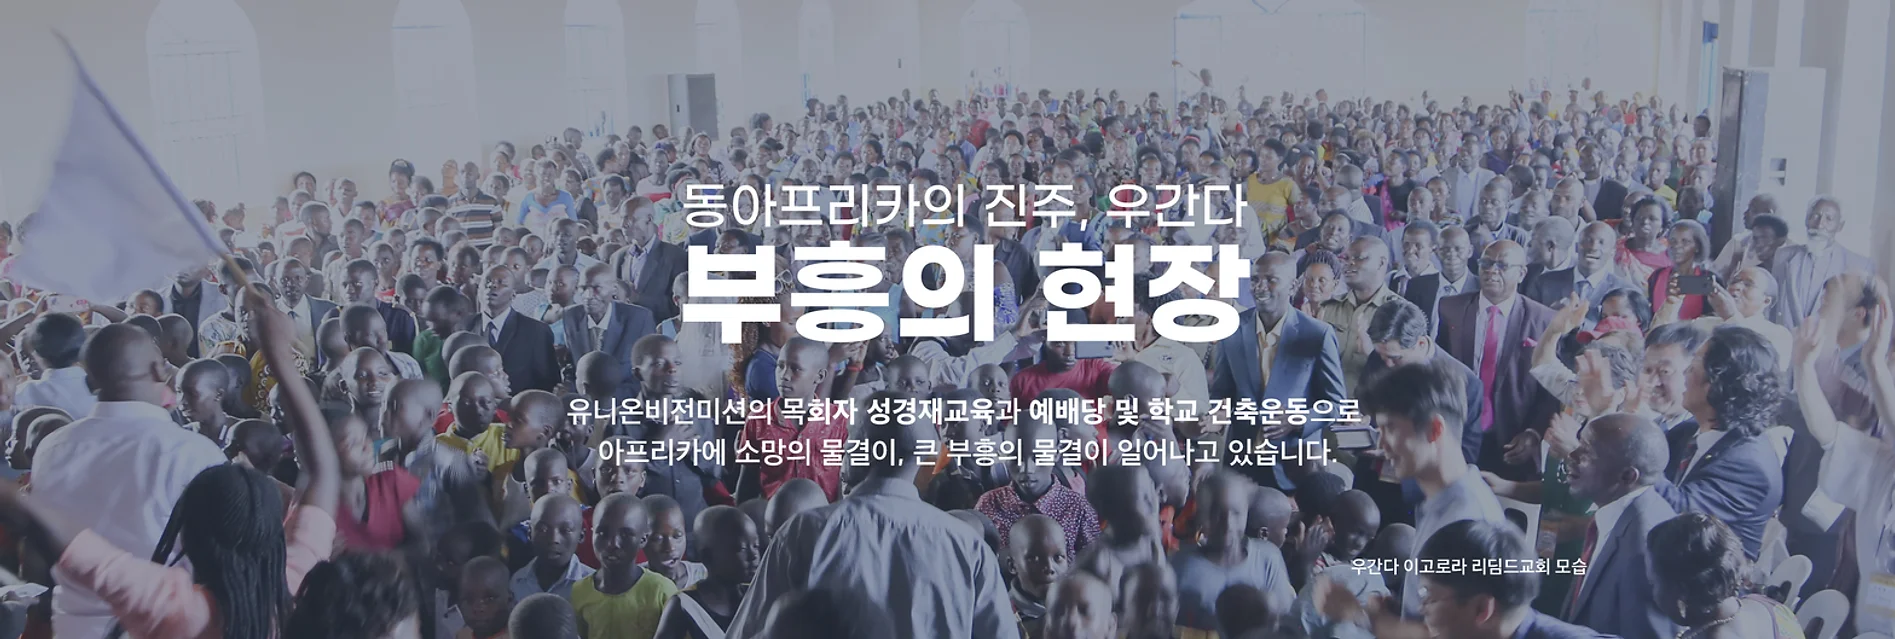 동아프리카의 진주, 우간다
부흥의 현장
유니온비전미션의 목회자 성경재교육과 예배당 및 학교 건축운동으로
아프리카에 소망의 물결이, 큰 부흥의 물결이 일어나고 있습니다.
우간다 이고로라 리딤드교회 모습